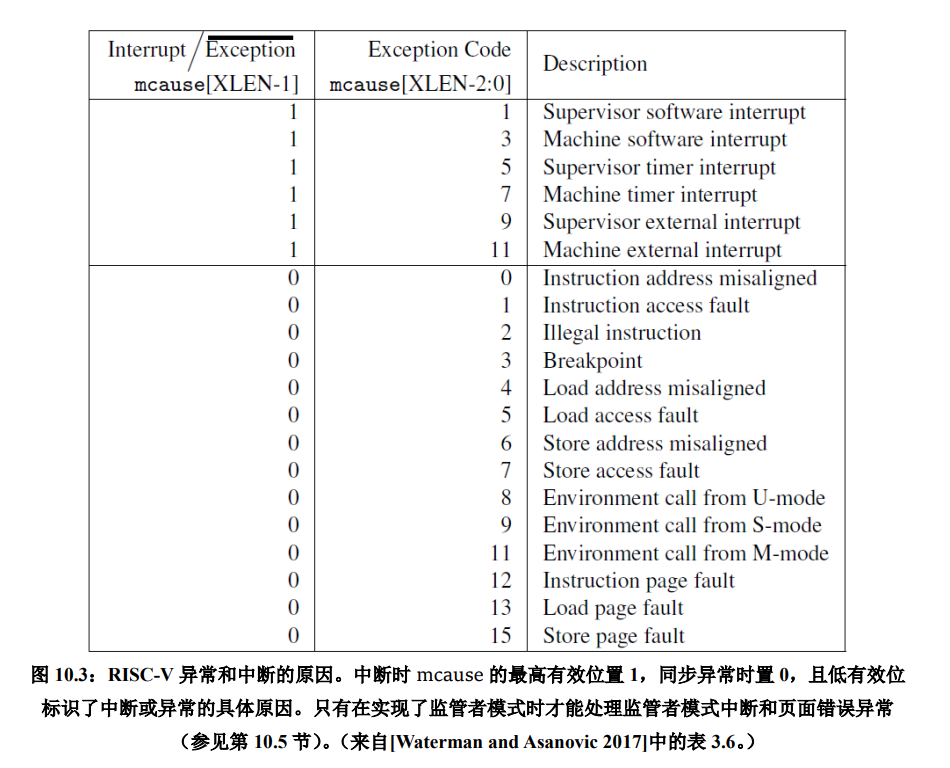 Interrupt / Exception Exception Code Description
mcause[XLEN-1] mcause[XLEN-2:0]
1 1 Supervisor software interrupt
1 3 Machine software interrupt
1 5 Supervisor timer interrupt
1 7 Machine timer interrupt
1 9 Supervisor external interrupt
1 11 Machine external interrupt
0 0 Instruction address misaligned
0 1 Instruction access fault
0 2 Illegal instruction
0 3 Breakpoint
0 4 Load address misaligned
0 5 Load access fault
0 6 Store address misaligned
0 7 Store access fault
0 8 Environment call from U-mode
0 9 Environment call from S-mode
0 11 Environment call from M-mode
0 12 Instruction page fault
0 13 Load page fault
0 15 Store page fault
图 10.3：RISC-V 异常和中断的原因。中断时 mcause 的最高有效位置 1，同步异常时置 0，且低有效位
标识了中断或异常的具体原因。只有在实现了监管者模式时才能处理监管者模式中断和页面错误异常
（参见第 10.5 节）。（来自[Waterman and Asanovic 2017]中的表 3.6。）